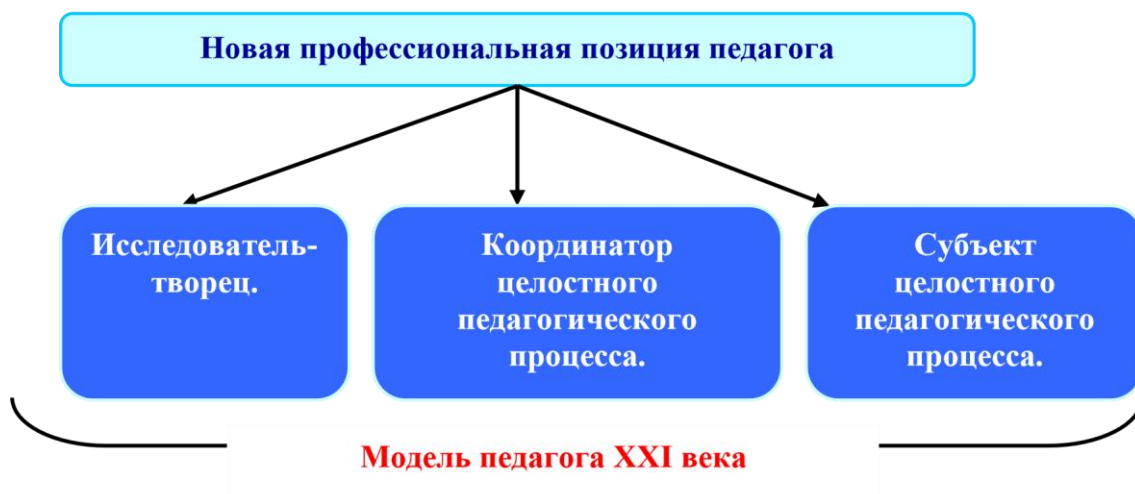 Новая профессиональная позиция педагога
Исследователь-
творец.
Координатор
целостного
педагогического
процесса.
Субъект
целостного
педагогического
процесса.
Модель педагога XXI века